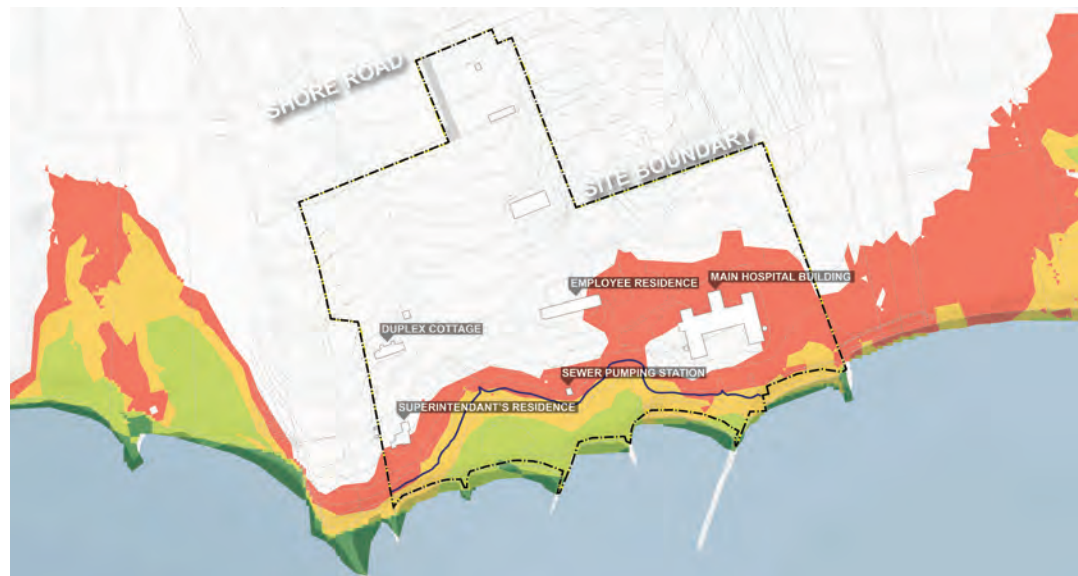 SHORE ROAD
SITE BOUNDARY
EMPLOYEE RESIDENCE
MAIN HOSPITAL BUILDING
DUPLEX COTTAGE
SEWER PUMPING STATION
SUPERINTENDANT'S RESIDENCE